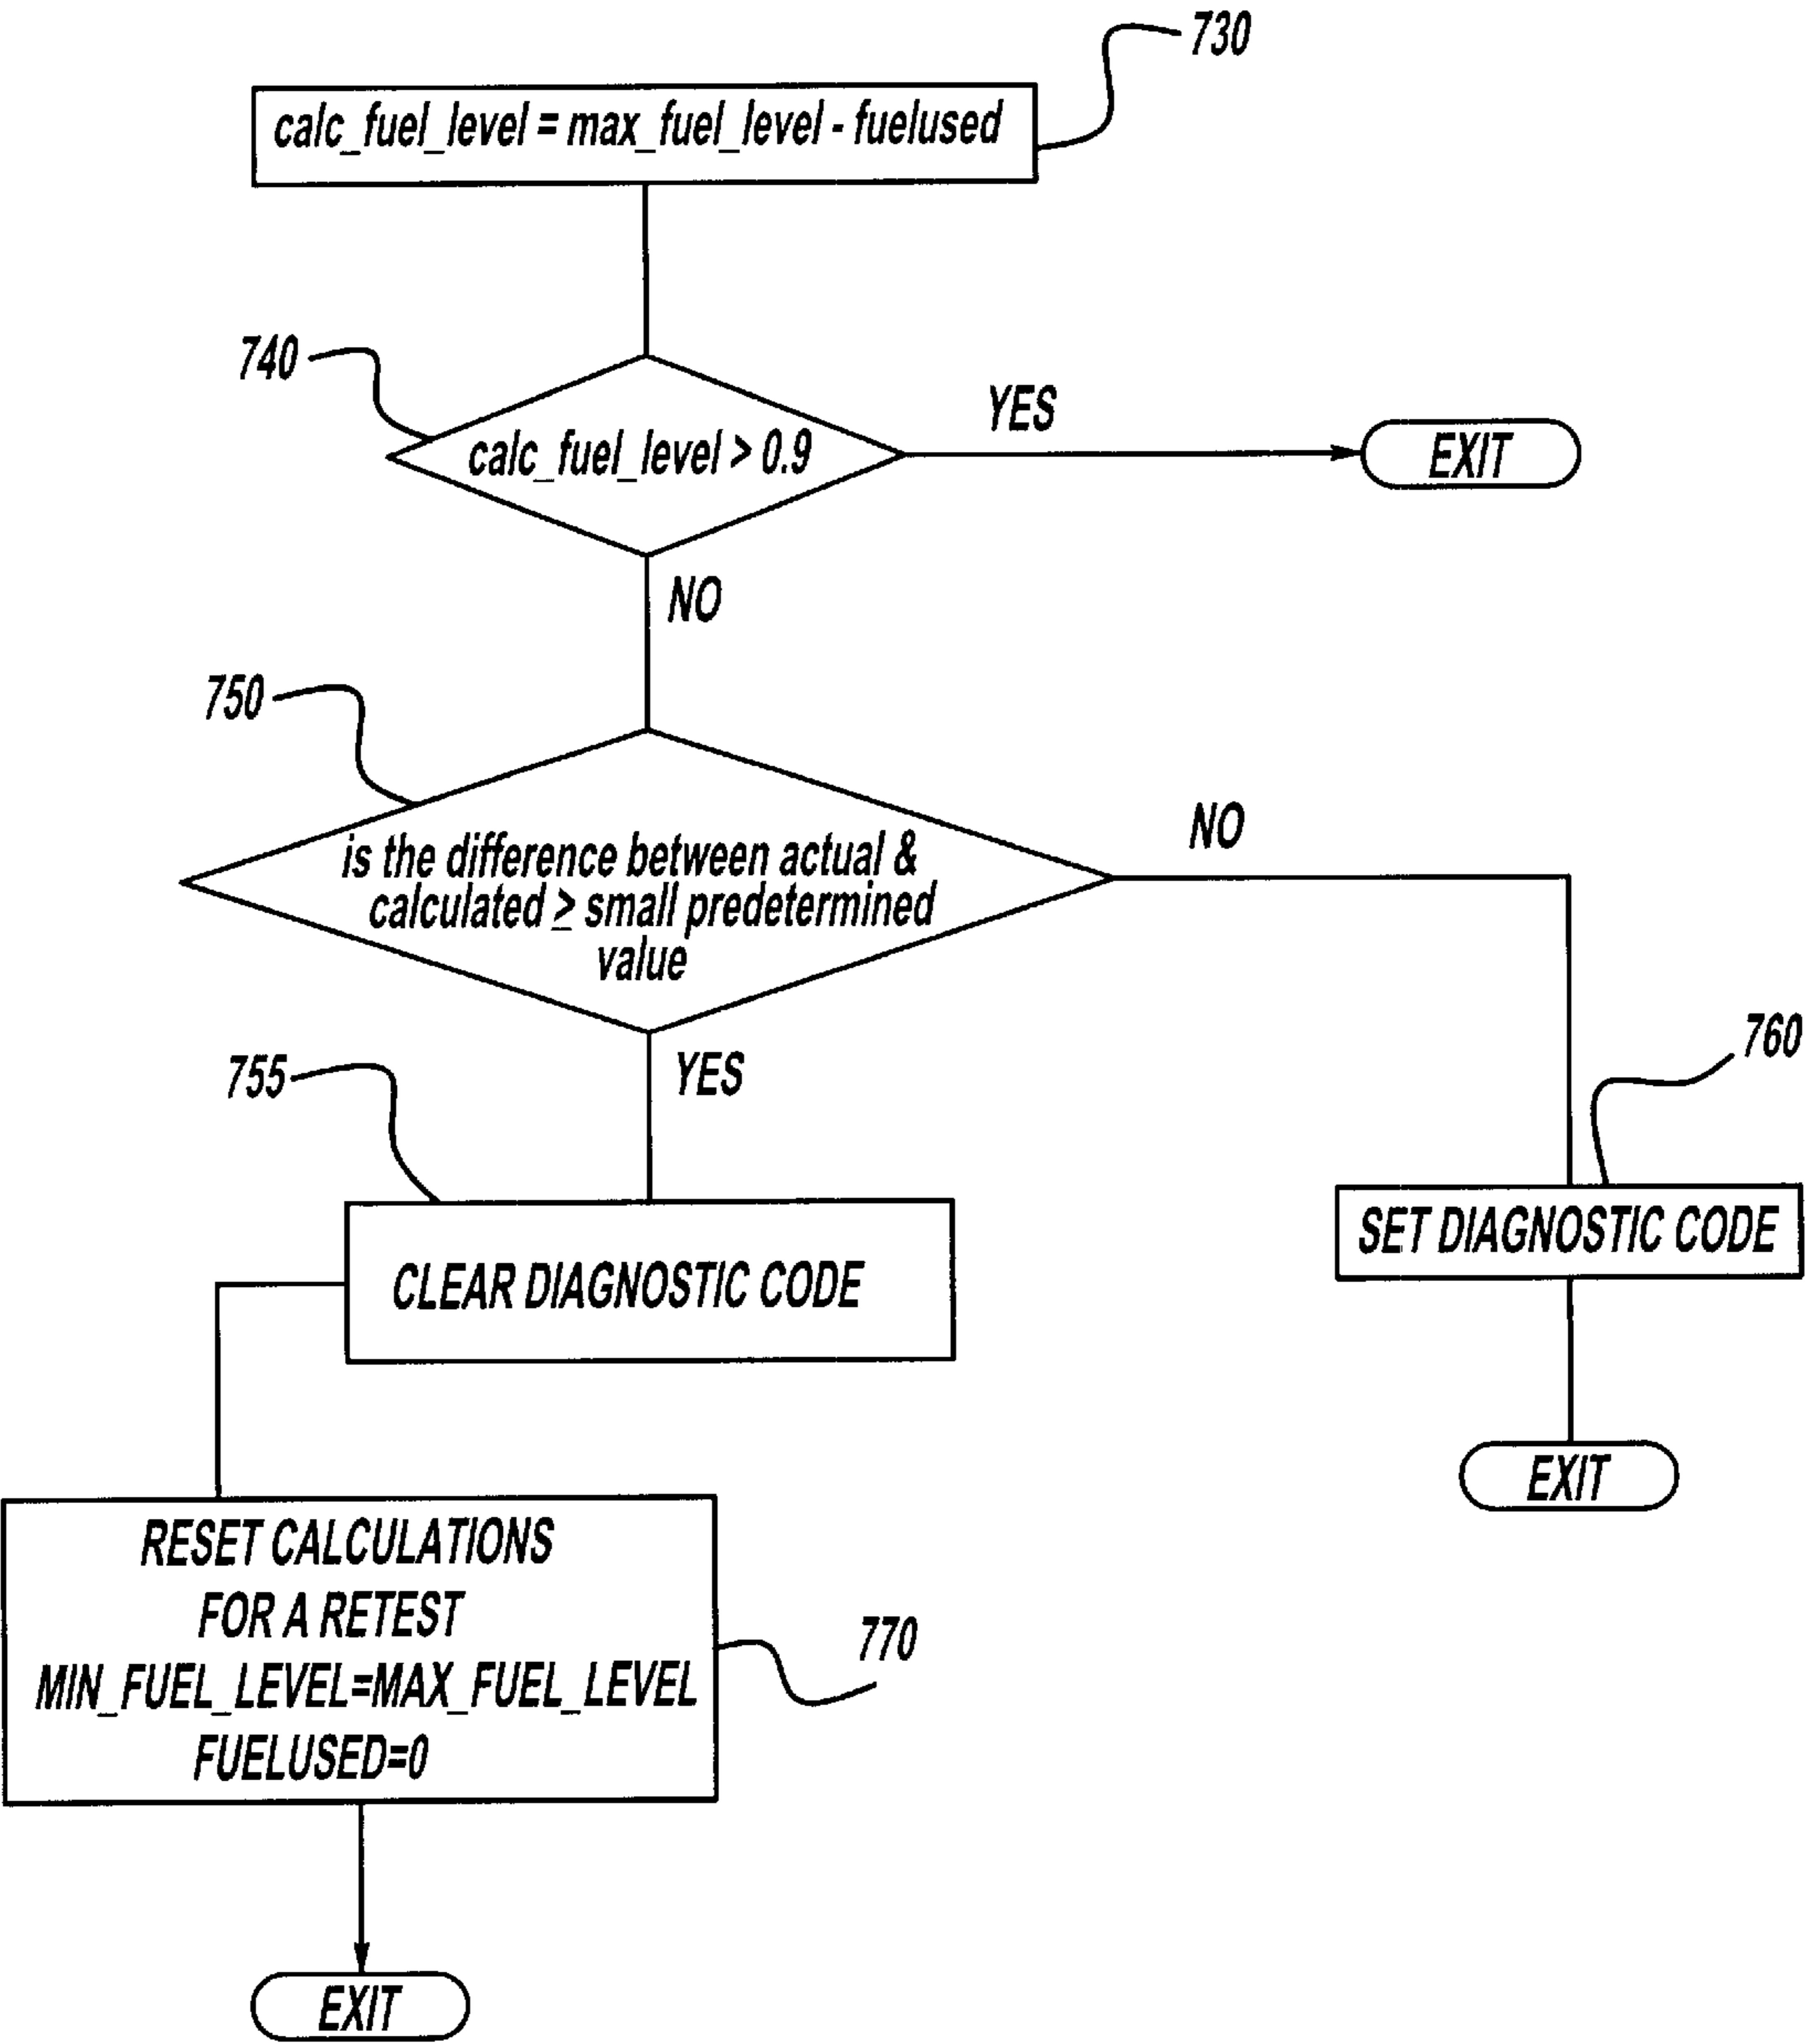 730
calc_fuel_level = max_fuel_level - fuelused
740
YES
calc_fuel_level > 0.9
EXIT
NO
750
NO
is the difference between actual &
calculated ≥ small predetermined
value
760
755
YES
SET DIAGNOSTIC CODE
CLEAR DIAGNOSTIC CODE
EXIT
RESET CALCULATIONS
FOR A RETEST
770
MIN_FUEL_LEVEL=MAX_FUEL_LEVEL
FUELUSED=0
EXIT